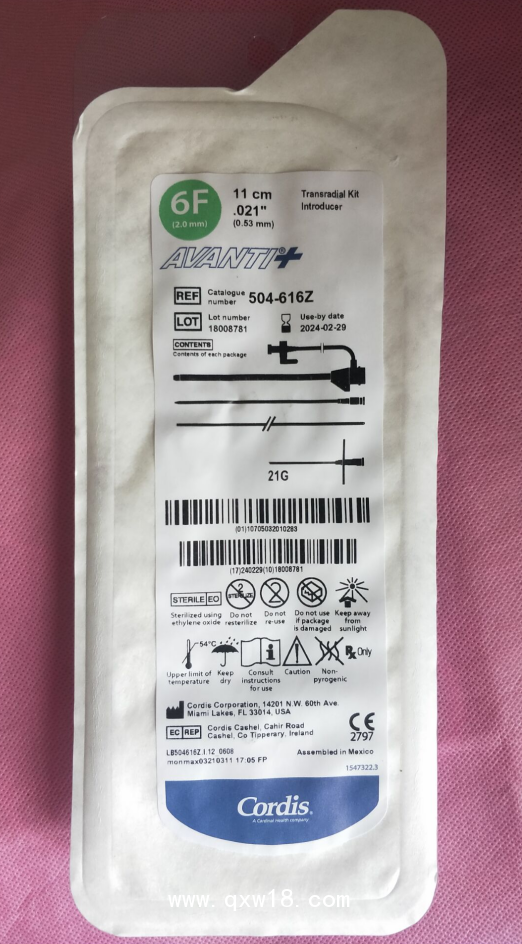 6F
(2.0 mm)
11 cm
.021"
(0.53 mm)
Transradial Kit
Introducer
AVANTI®+
REF Catalogue number 504-616Z
LOT Lot number 18008781
Use-by date
2024-02-29
CONTENTS
Contents of each package
21G
(01)10705032010283
(17)240229(10)18008781
STERILE EO
Sterilized using ethylene oxide
2 STERILIZE
Do not resterilize
2
Do not re-use
Do not use if package is damaged
Keep away from sunlight
54°C
Upper limit of temperature
Keep dry
i
Consult instructions for use
Caution
Non-pyrogenic
Rx Only
Cordis Corporation, 14201 N.W. 60th Ave.
Miami Lakes, FL 33014, USA
EC REP Cordis Cashel, Cahir Road
Cashel, Co Tipperary, Ireland
CE
2797
LB504616Z.I.12 0608
monmax03210311 17:05 FP
Assembled in Mexico
1547322.3
Cordis®
A Cardinal Health company
www.qxw18.com